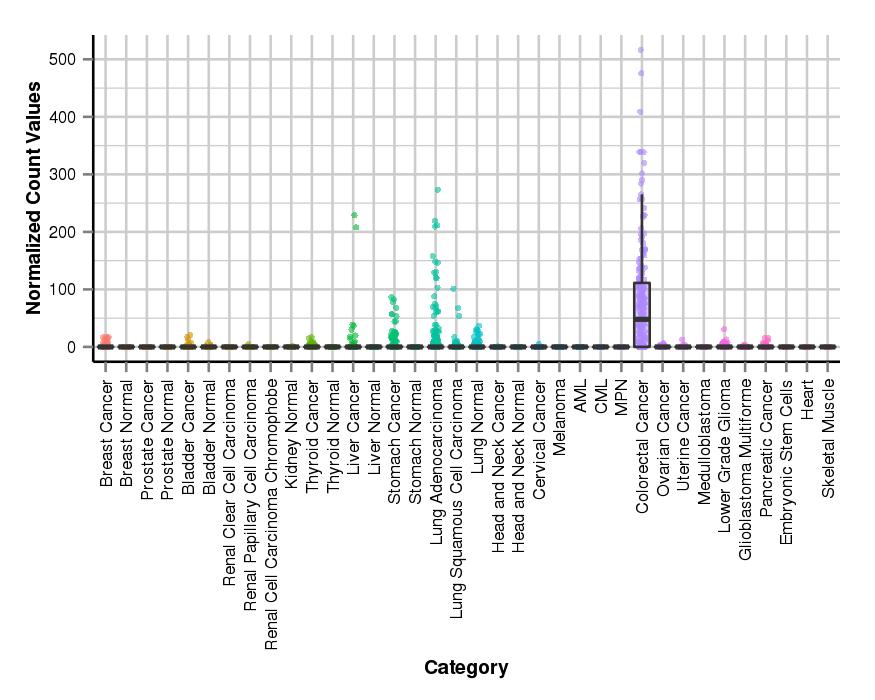 Normalized Count Values
500
400
300
200
100
0
Breast Cancer
Breast Normal
Prostate Cancer
Prostate Normal
Bladder Cancer
Bladder Normal
Renal Clear Cell Carcinoma
Renal Papillary Cell Carcinoma
Renal Cell Carcinoma Chromophobe
Kidney Normal
Thyroid Cancer
Thyroid Normal
Liver Cancer
Liver Normal
Stomach Cancer
Stomach Normal
Lung Adenocarcinoma
Lung Squamous Cell Carcinoma
Lung Normal
Head and Neck Cancer
Head and Neck Normal
Cervical Cancer
Melanoma
AML
CML
MPN
Colorectal Cancer
Ovarian Cancer
Uterine Cancer
Medulloblastoma
Lower Grade Glioma
Glioblastoma Multiforme
Pancreatic Cancer
Embryonic Stem Cells
Heart
Skeletal Muscle
Category